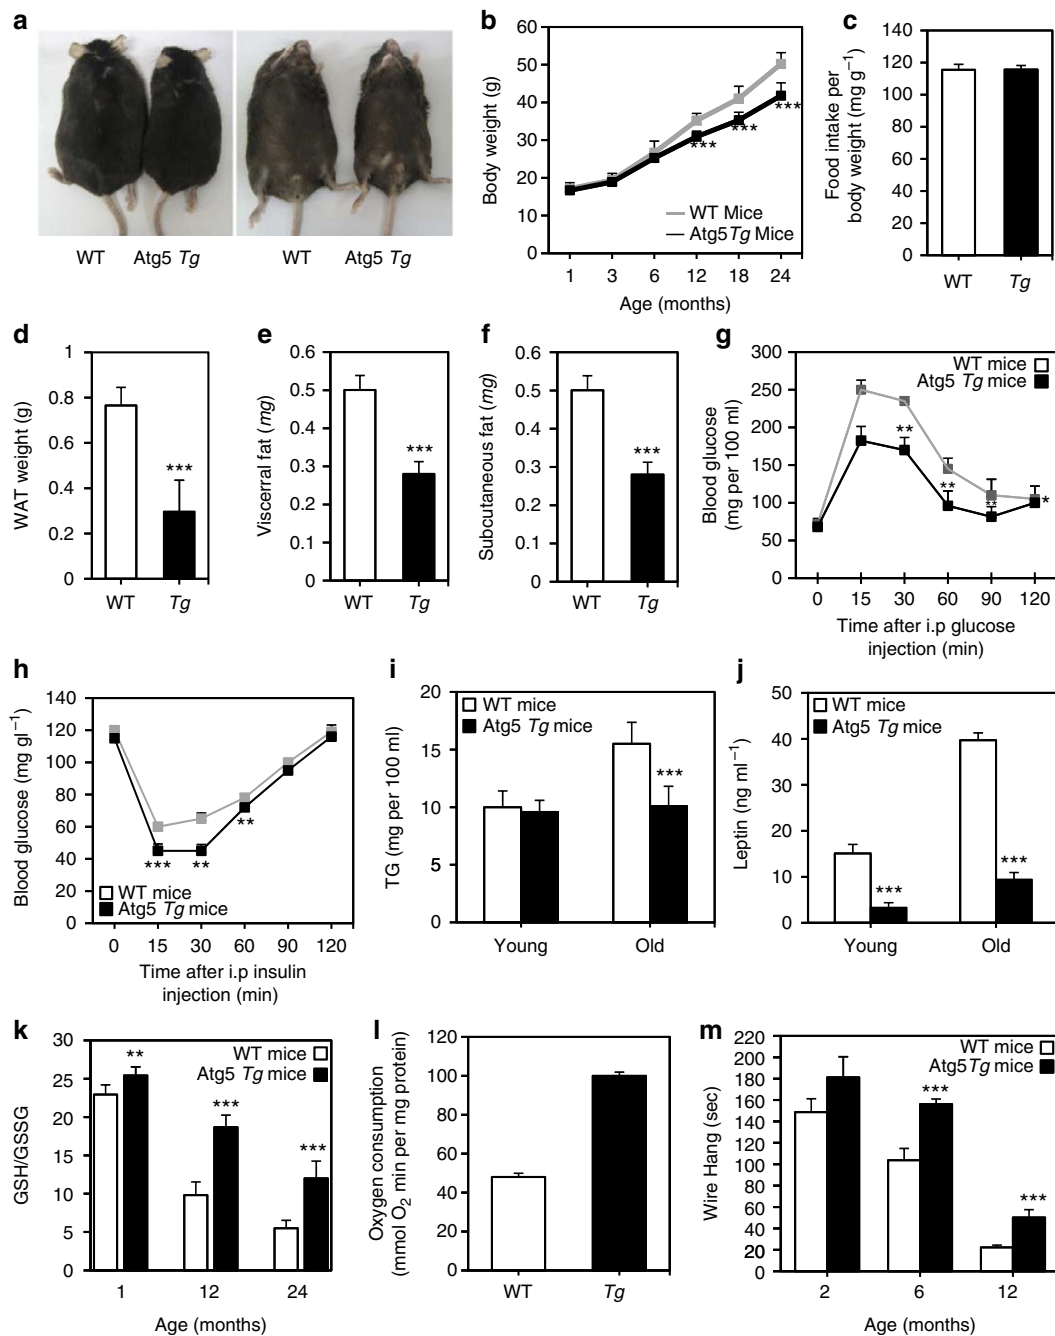 a
WT
Atg5 Tg
WT
Atg5 Tg
b
Body weight (g)
60
50
40
30
20
10
0
***
***
***
WT Mice
Atg5Tg Mice
1 3 6 12 18 24
Age (months)
c
Food intake per
body weight (mg g−1)
140
120
100
80
60
40
20
0
WT Tg
d
WAT weight (g)
1
0.8
0.6
0.4
0.2
0
***
WT Tg
e
Viscerral fat (mg)
0.6
0.5
0.4
0.3
0.2
0.1
0
***
WT Tg
f
Subcutaneous fat (mg)
0.6
0.5
0.4
0.3
0.2
0.1
0
***
WT Tg
g
Blood glucose
(mg per 100 ml)
300
250
200
150
100
50
0
WT mice
Atg5 Tg mice
**
**
**
*
0 15 30 60 90 120
Time after i.p glucose
injection (min)
h
Blood glucose (mg gl−1)
140
120
100
80
60
40
20
0
***
**
**
WT mice
Atg5 Tg mice
0 15 30 60 90 120
Time after i.p insulin
injection (min)
i
TG (mg per 100 ml)
20
15
10
5
0
WT mice
Atg5 Tg mice
***
Young Old
j
Leptin (ng ml−1)
50
40
30
20
10
0
WT mice
Atg5 Tg mice
***
***
Young Old
k
GSH/GSSG
30
25
20
15
10
5
0
WT mice
Atg5 Tg mice
**
***
***
1 12 24
Age (months)
l
Oxygen consumption
(mmol O2 min per mg protein)
120
100
80
60
40
20
0
WT Tg
m
Wire Hang (sec)
220
200
180
160
140
120
100
80
60
40
20
0
WT mice
Atg5Tg mice
***
***
2 6 12
Age (months)